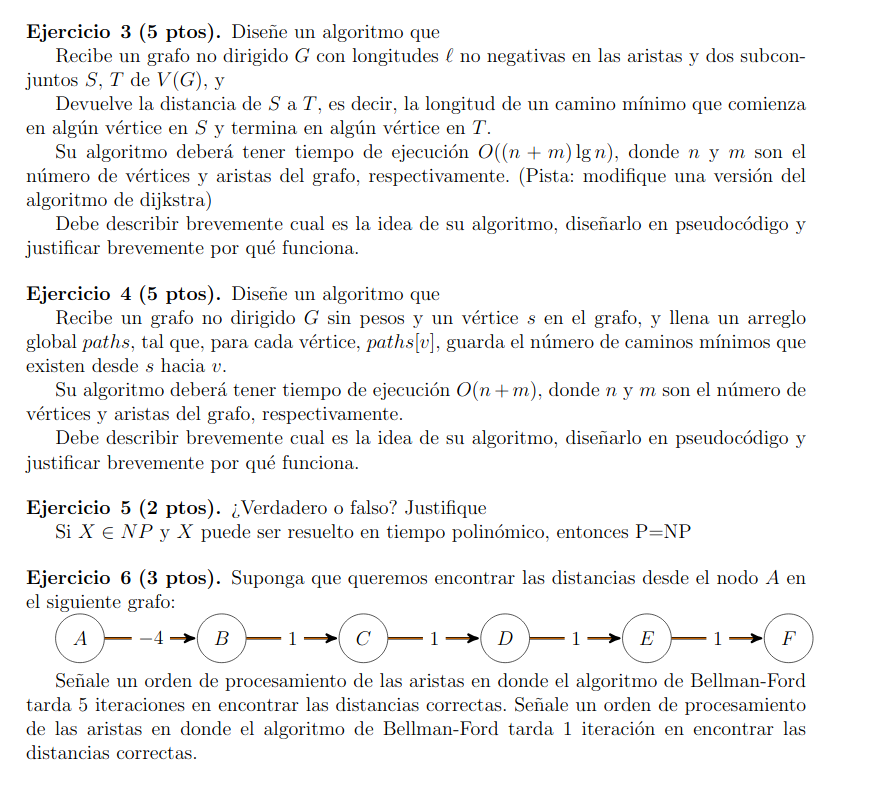 Ejercicio 3 (5 ptos). Diseñe un algoritmo que
Recibe un grafo no dirigido G con longitudes ℓ no negativas en las aristas y dos subcon-
juntos S, T de V(G), y
Devuelve la distancia de S a T, es decir, la longitud de un camino mínimo que comienza
en algún vértice en S y termina en algún vértice en T.
Su algoritmo deberá tener tiempo de ejecución O((n + m) lg n), donde n y m son el
número de vértices y aristas del grafo, respectivamente. (Pista: modifique una versión del
algoritmo de dijkstra)
Debe describir brevemente cual es la idea de su algoritmo, diseñarlo en pseudocódigo y
justificar brevemente por qué funciona.
Ejercicio 4 (5 ptos). Diseñe un algoritmo que
Recibe un grafo no dirigido G sin pesos y un vértice s en el grafo, y llena un arreglo
global paths, tal que, para cada vértice, paths[v], guarda el número de caminos mínimos que
existen desde s hacia v.
Su algoritmo deberá tener tiempo de ejecución O(n+m), donde n y m son el número de
vértices y aristas del grafo, respectivamente.
Debe describir brevemente cual es la idea de su algoritmo, diseñarlo en pseudocódigo y
justificar brevemente por qué funciona.
Ejercicio 5 (2 ptos). ¿Verdadero o falso? Justifique
Si X ∈ NP y X puede ser resuelto en tiempo polinómico, entonces P=NP
Ejercicio 6 (3 ptos). Suponga que queremos encontrar las distancias desde el nodo A en
el siguiente grafo:
A −4 B 1 C 1 D 1 E 1 F
Señale un orden de procesamiento de las aristas en donde el algoritmo de Bellman-Ford
tarda 5 iteraciones en encontrar las distancias correctas. Señale un orden de procesamiento
de las aristas en donde el algoritmo de Bellman-Ford tarda 1 iteración en encontrar las
distancias correctas.